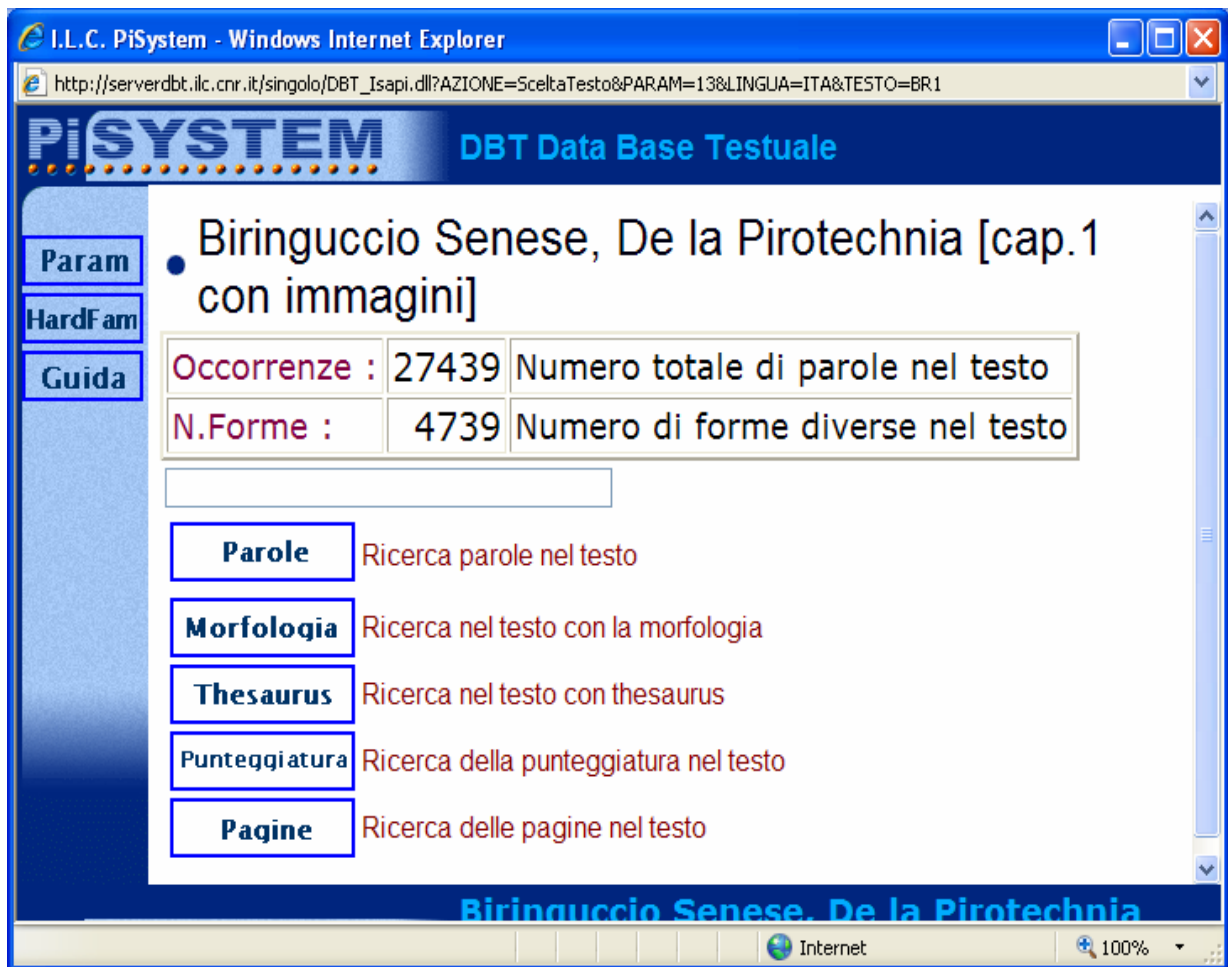 I.L.C. PiSystem - Windows Internet Explorer
http://serverdbt.ilc.cnr.it/singolo/DBT_Isapi.dll?AZIONE=SceltaTesto&PARAM=13&LINGUA=ITA&TESTO=BR1
PiSYSTEM DBT Data Base Testuale
Param
HardFam
Guida
• Biringuccio Senese, De la Pirotechnia [cap.1
con immagini]
Occorrenze : 27439 Numero totale di parole nel testo
N.Forme : 4739 Numero di forme diverse nel testo
Parole Ricerca parole nel testo
Morfologia Ricerca nel testo con la morfologia
Thesaurus Ricerca nel testo con thesaurus
Punteggiatura Ricerca della punteggiatura nel testo
Pagine Ricerca delle pagine nel testo
Biringuccio Senese, De la Pirotechnia
Internet 100%